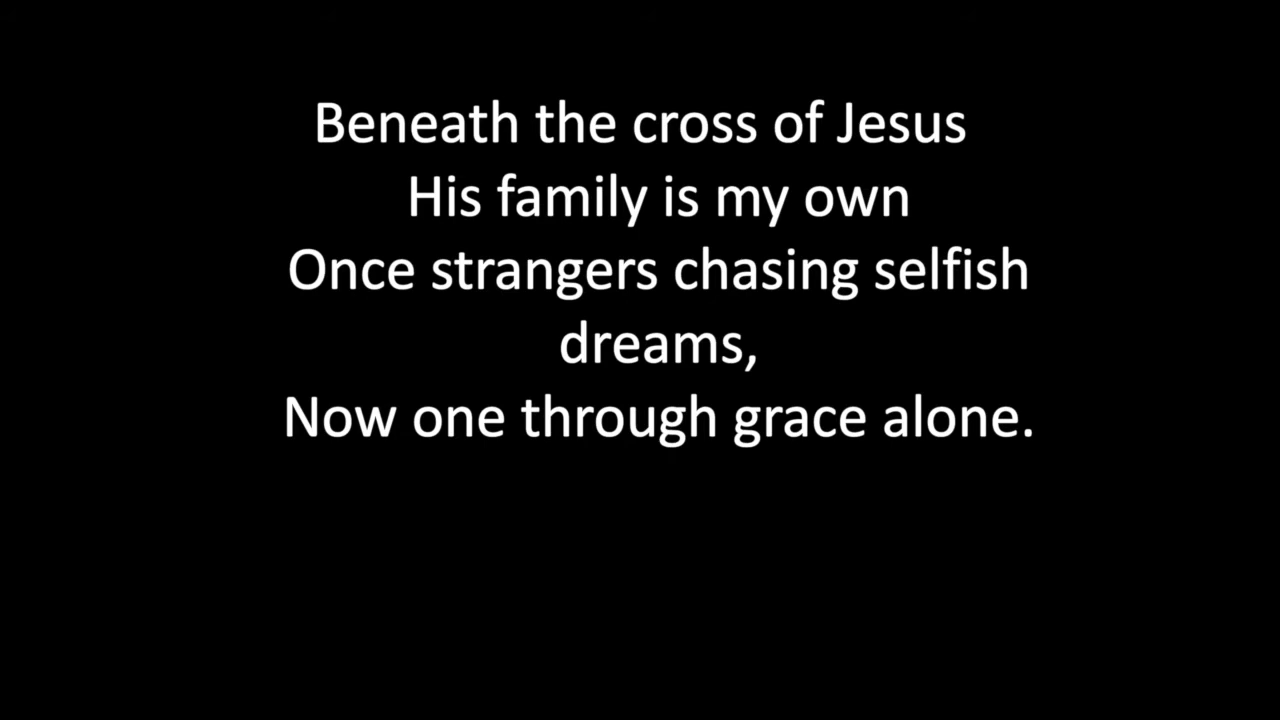 Beneath the cross of Jesus
His family is my own
Once strangers chasing selfish
dreams,
Now one through grace alone.